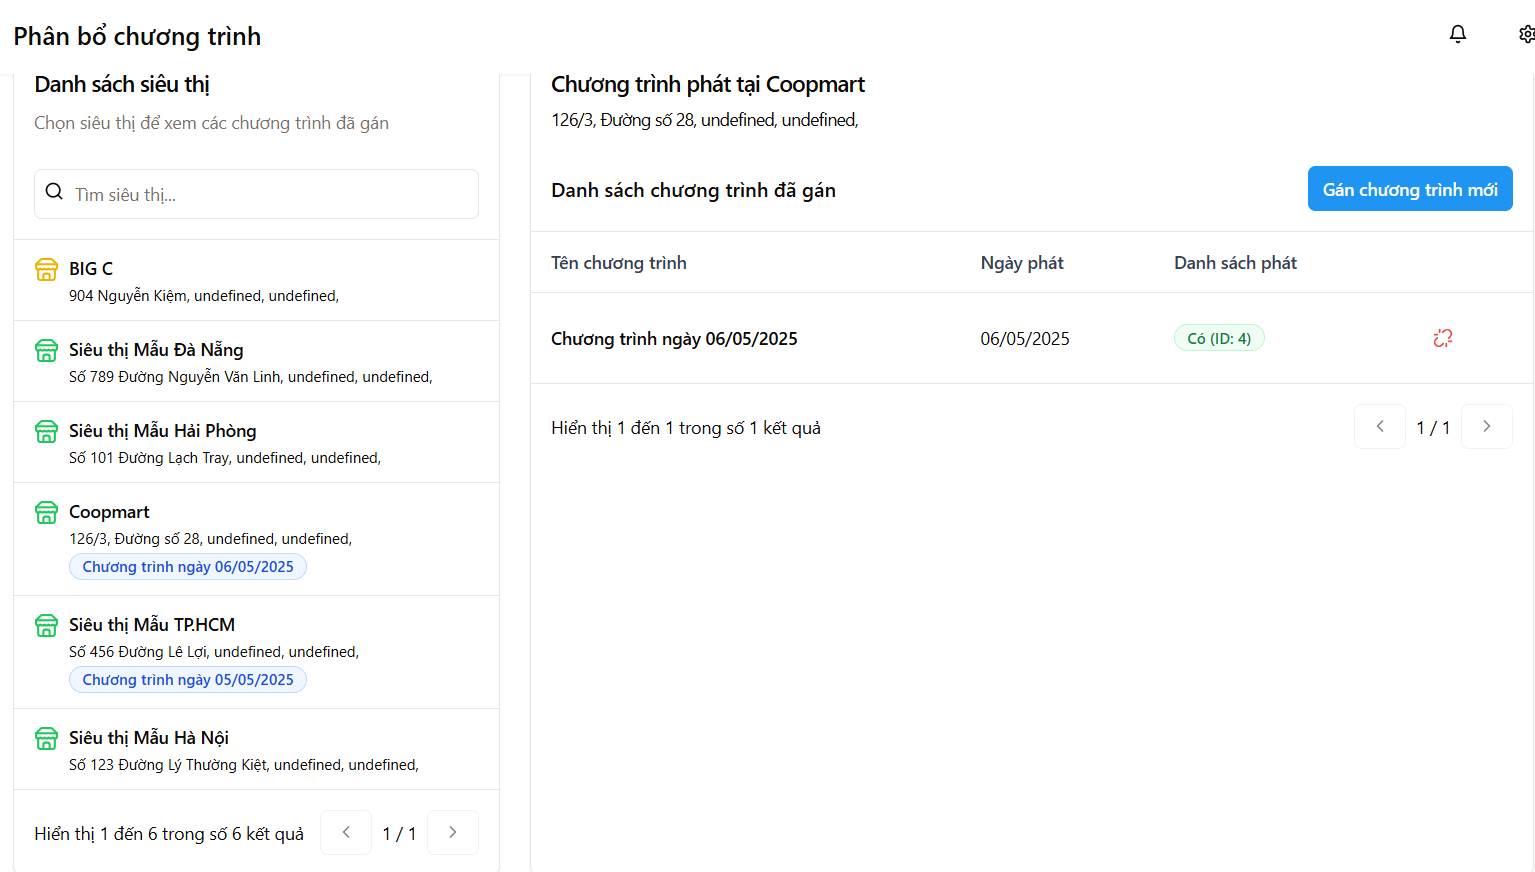 Phân bổ chương trình
Danh sách siêu thị
Chọn siêu thị để xem các chương trình đã gán
Tìm siêu thị...
BIG C
904 Nguyễn Kiệm, undefined, undefined,
Siêu thị Mẫu Đà Nẵng
Số 789 Đường Nguyễn Văn Linh, undefined, undefined,
Siêu thị Mẫu Hải Phòng
Số 101 Đường Lạch Tray, undefined, undefined,
Coopmart
126/3, Đường số 28, undefined, undefined,
Chương trình ngày 06/05/2025
Siêu thị Mẫu TP.HCM
Số 456 Đường Lê Lợi, undefined, undefined,
Chương trình ngày 05/05/2025
Siêu thị Mẫu Hà Nội
Số 123 Đường Lý Thường Kiệt, undefined, undefined,
Hiển thị 1 đến 6 trong số 6 kết quả
1 / 1
Chương trình phát tại Coopmart
126/3, Đường số 28, undefined, undefined,
Danh sách chương trình đã gán
Gán chương trình mới
Tên chương trình
Ngày phát
Danh sách phát
Chương trình ngày 06/05/2025
06/05/2025
Có (ID: 4)
Hiển thị 1 đến 1 trong số 1 kết quả
1 / 1